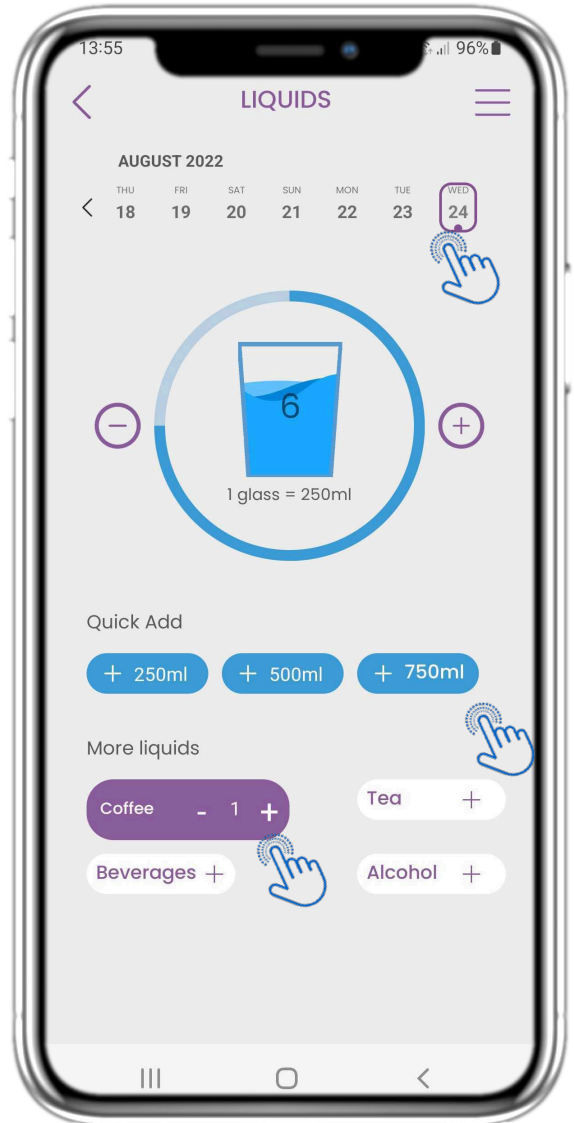 13:55 96%
LIQUIDS
AUGUST 2022
THU FRI SAT SUN MON TUE WED
18 19 20 21 22 23 24
6
1 glass = 250ml
Quick Add
+ 250ml + 500ml + 750ml
More liquids
Coffee - 1 + Tea +
Beverages + Alcohol +